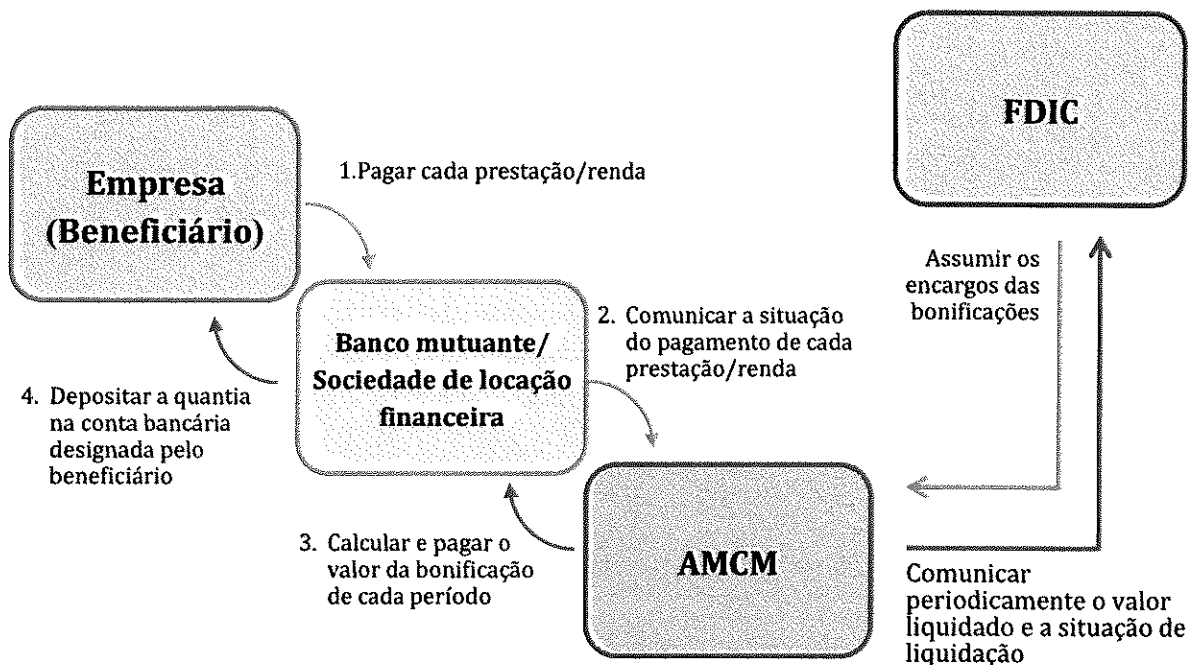 FDIC
Empresa
(Beneficiário)
1.Pagar cada prestação/renda
Assumir os
encargos das
bonificações
Banco mutuante/
Sociedade de locação
financeira
2. Comunicar a situação
do pagamento de cada
prestação/renda
4. Depositar a quantia
na conta bancária
designada pelo
beneficiário
3. Calcular e pagar o
valor da bonificação
de cada período
AMCM
Comunicar
periodicamente o valor
liquidado e a situação de
liquidação